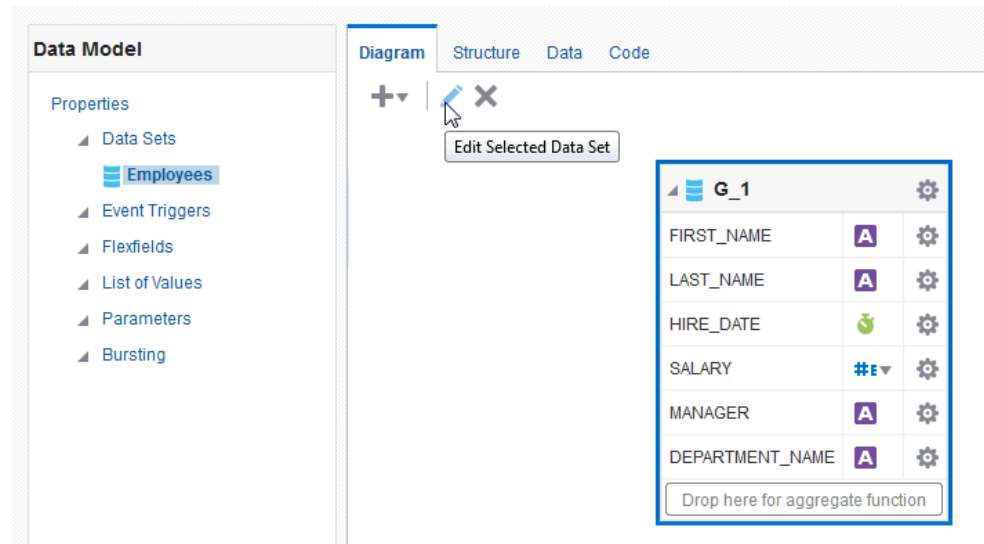 Data Model
Properties
Data Sets
Employees
Event Triggers
Flexfields
List of Values
Parameters
Bursting
Diagram Structure Data Code
Edit Selected Data Set
G_1
FIRST_NAME A
LAST_NAME A
HIRE_DATE
SALARY #E
MANAGER A
DEPARTMENT_NAME A
Drop here for aggregate function